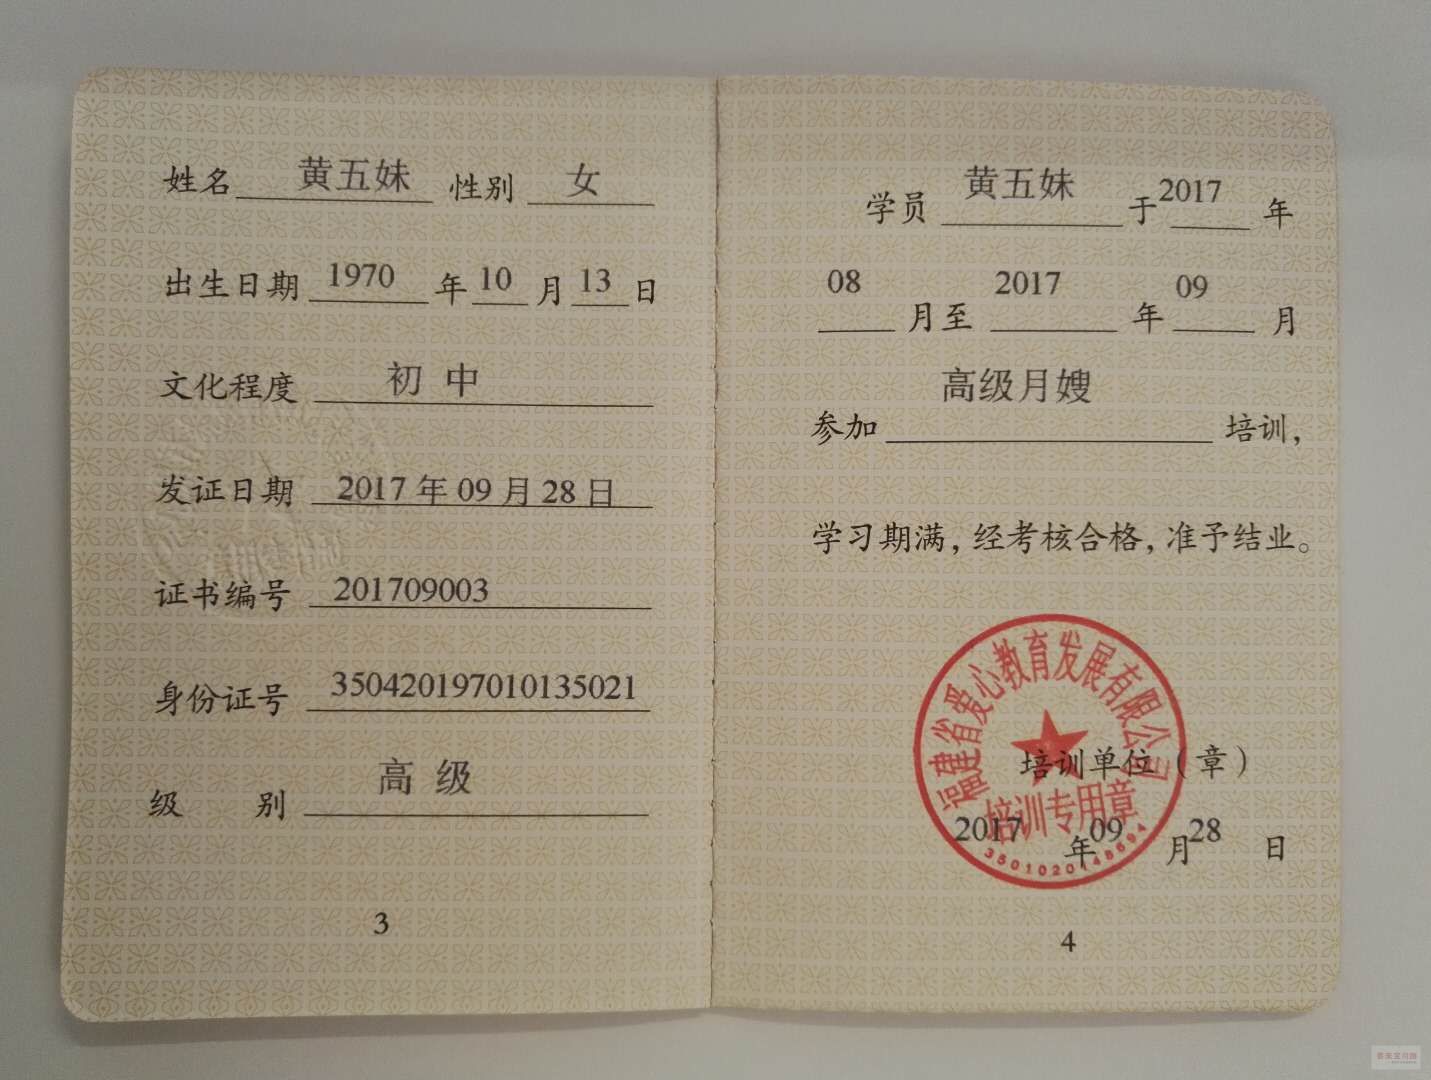 姓名 黄五妹 性别 女
出生日期 1970 年 10 月 13 日
文化程度 初中
发证日期 2017年09月28日
证书编号 201709003
身份证号 350420197010135021
级别 高级
3
学员 黄五妹 于 2017 年
08 月至 2017 年 09 月
参加 高级月嫂 培训，
学习期满，经考核合格，准予结业。
福建省爱心教育发展有限公司
培训单位（章）
培训专用章
2017 年 09 月 28 日
4